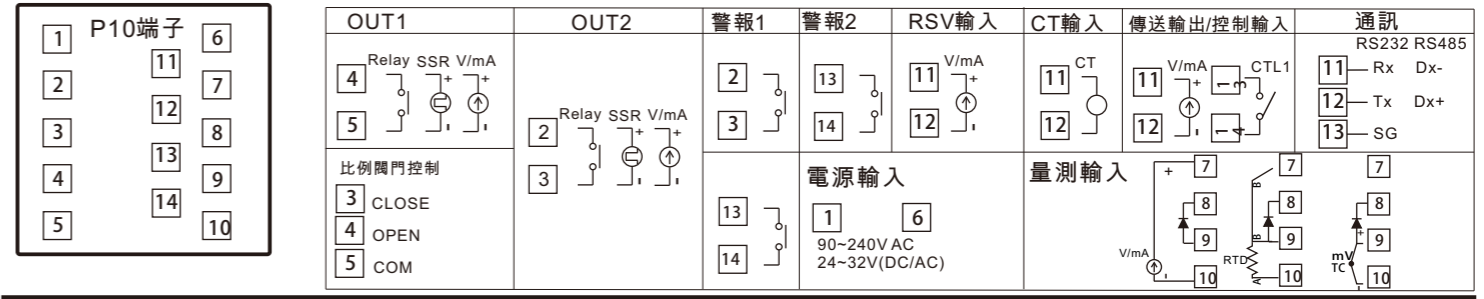 P10端子
1
6
11
2
7
12
3
8
13
4
9
14
5
10
OUT1
Relay SSR V/mA
4
+ +
5
- -
比例閥門控制
3 CLOSE
4 OPEN
5 COM
OUT2
Relay SSR V/mA
2
+ +
3
- -
警報1
2
3
13
14
警報2
13
14
RSV輸入
V/mA
11 +
12 -
CT輸入
CT
11
12
傳送輸出/控制輸入
V/mA CTL1
11 + 13
12 - 14
通訊
RS232 RS485
11 Rx Dx-
12 Tx Dx+
13 SG
電源輸入
1 6
90~240V AC
24~32V(DC/AC)
量測輸入
+ 7
8
9
V/mA
- 10
7
B
8
B 9
RTD
A 10
7
8
+ 9
mV
TC
- 10